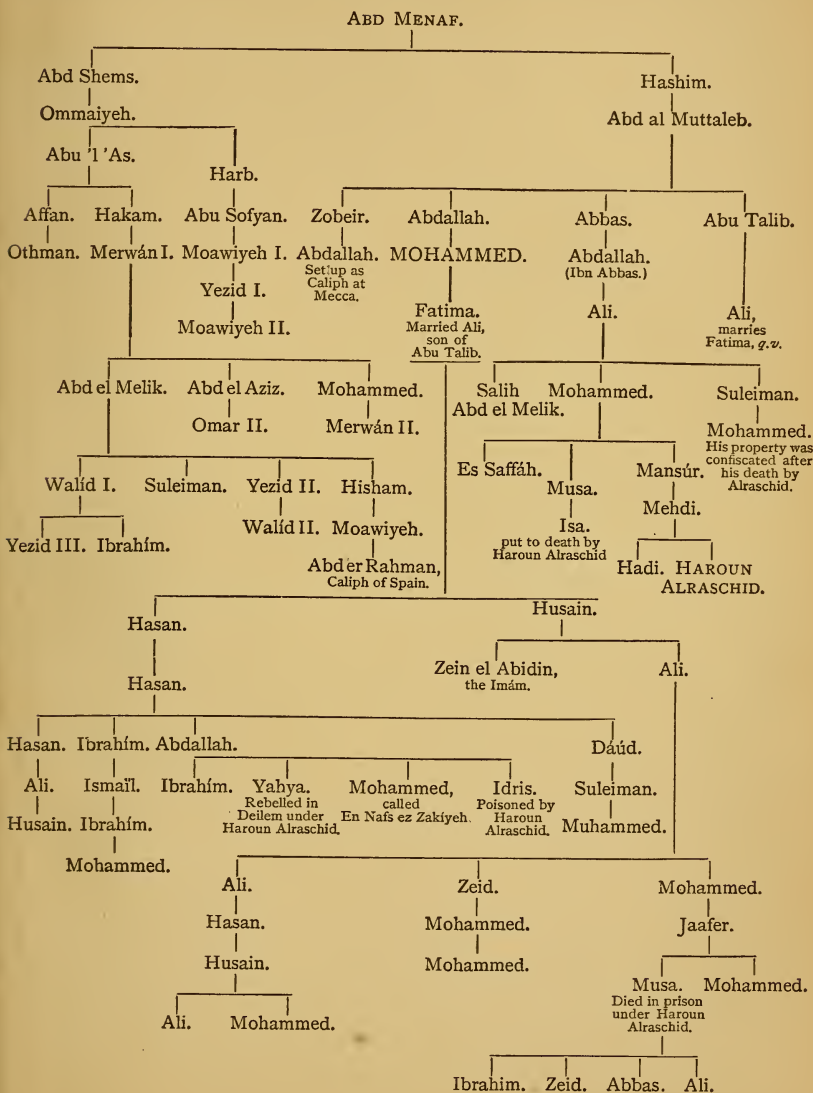 ABD MENAF.
Abd Shems. Hashim.
Ommaiyeh. Abd al Muttaleb.
Abu 'l 'As. Harb.
Affan. Hakam. Abu Sofyan. Zobeir. Abdallah. Abbas. Abu Talib.
Othman. Merwán I. Moawiyeh I. Abdallah. MOHAMMED. Abdallah.
Set up as (Ibn Abbas.)
Caliph at
Mecca.
Yezid I. Fatima. Ali. Ali,
Married Ali, marries
son of Fatima, q.v.
Abu Talib.
Moawiyeh II.
Abd el Melik. Abd el Aziz. Mohammed. Salih Mohammed. Suleiman.
Abd el Melik.
Omar II. Merwán II. Mohammed.
His property was
confiscated after
his death by
Alraschid.
Es Saffáh. Musa. Mansúr.
Walíd I. Suleiman. Yezid II. Hisham. Isa. Mehdi.
put to death by
Haroun Alraschid
Yezid III. Ibrahím. Walíd II. Moawiyeh. Hadi. HAROUN
ALRASCHID.
Abd er Rahman,
Caliph of Spain.
Hasan. Husain.
Hasan. Zein el Abidin, Ali.
the Imám.
Hasan. Ibrahím. Abdallah. Dáúd.
Ali. Ismaïl. Ibrahím. Yahya. Mohammed, Idris. Suleiman.
Rebelled in called Poisoned by
Deilem under En Nafs ez Zakíyeh. Haroun
Haroun Alraschid. Alraschid.
Husain. Ibrahím. Muhammed.
Mohammed.
Ali. Zeid. Mohammed.
Hasan. Mohammed. Jaafer.
Husain. Mohammed. Musa. Mohammed.
Died in prison
under Haroun
Alraschid.
Ali. Mohammed.
Ibrahim. Zeid. Abbas. Ali.